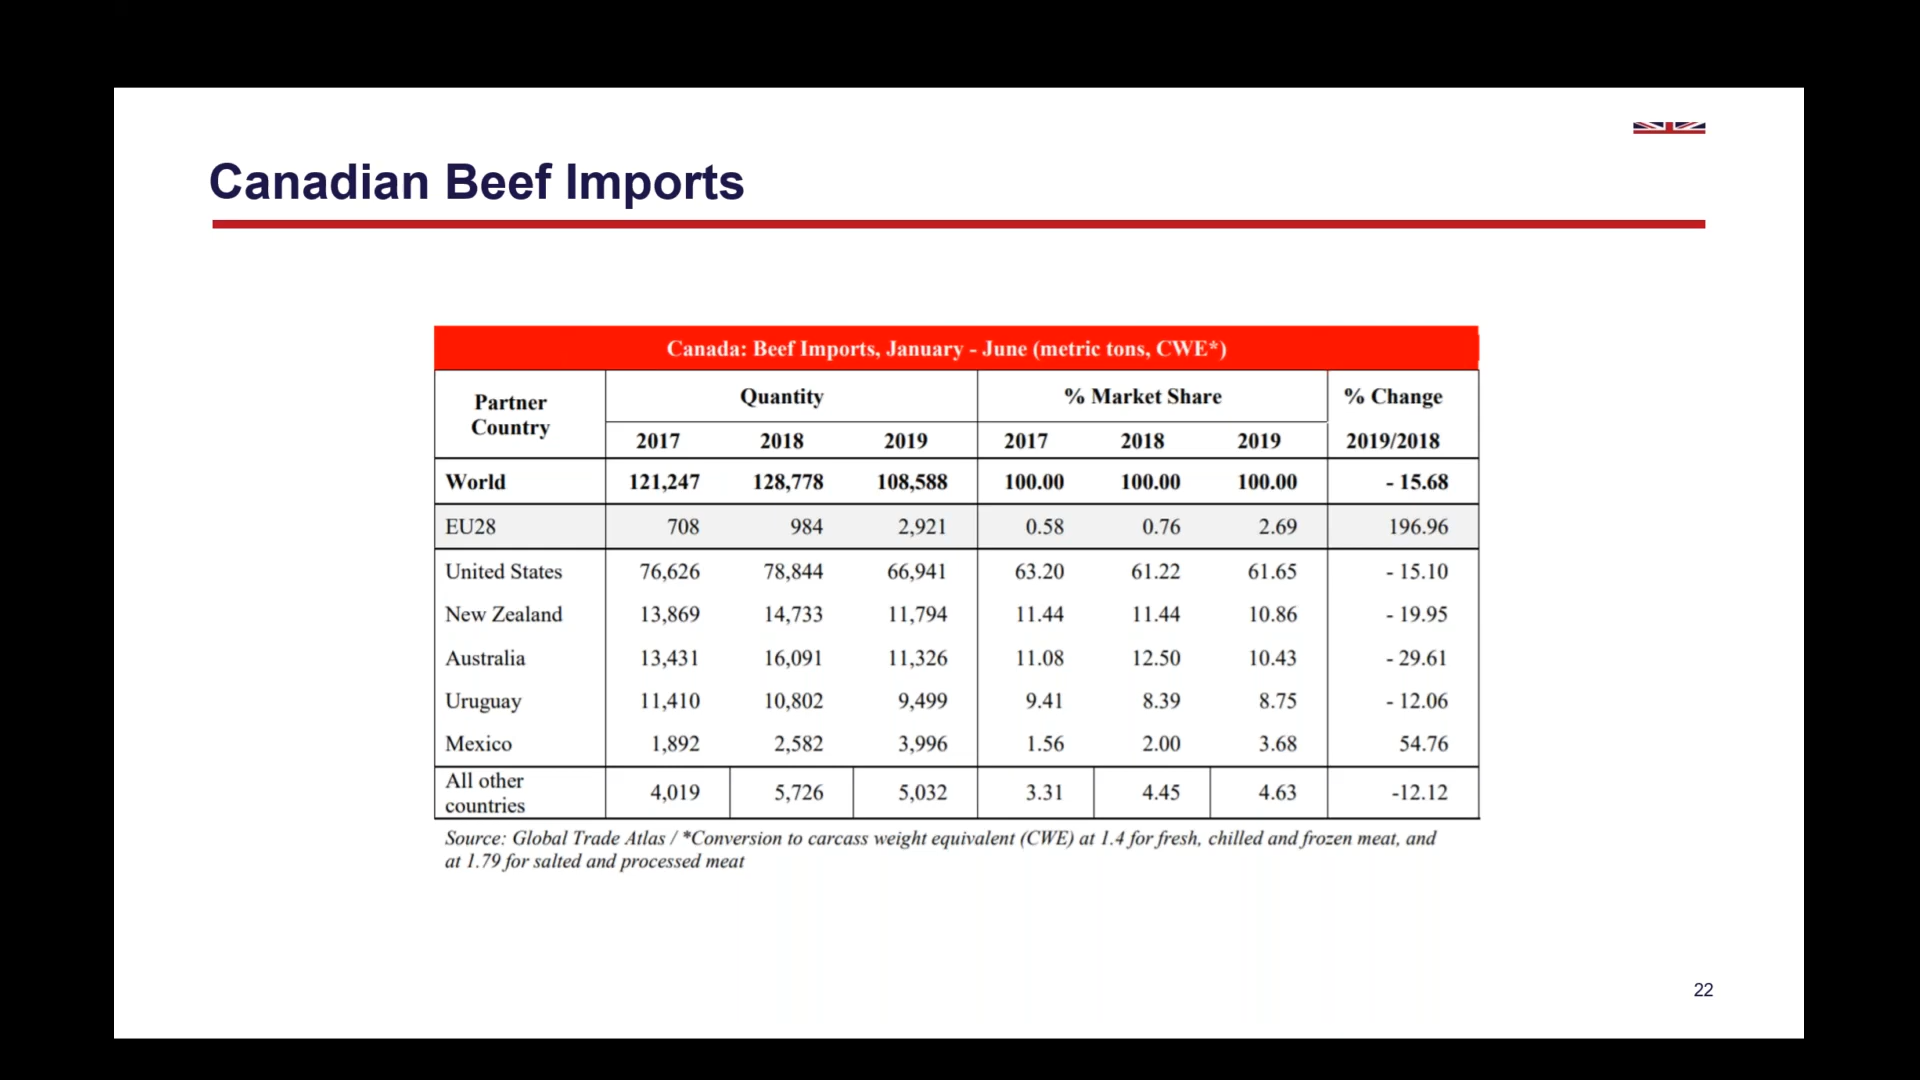 Canadian Beef Imports
Canada: Beef Imports, January - June (metric tons, CWE*)
Partner Country Quantity % Market Share % Change
2017 2018 2019 2017 2018 2019 2019/2018
World 121,247 128,778 108,588 100.00 100.00 100.00 - 15.68
EU28 708 984 2,921 0.58 0.76 2.69 196.96
United States 76,626 78,844 66,941 63.20 61.22 61.65 - 15.10
New Zealand 13,869 14,733 11,794 11.44 11.44 10.86 - 19.95
Australia 13,431 16,091 11,326 11.08 12.50 10.43 - 29.61
Uruguay 11,410 10,802 9,499 9.41 8.39 8.75 - 12.06
Mexico 1,892 2,582 3,996 1.56 2.00 3.68 54.76
All other countries 4,019 5,726 5,032 3.31 4.45 4.63 -12.12
Source: Global Trade Atlas / *Conversion to carcass weight equivalent (CWE) at 1.4 for fresh, chilled and frozen meat, and
at 1.79 for salted and processed meat
22